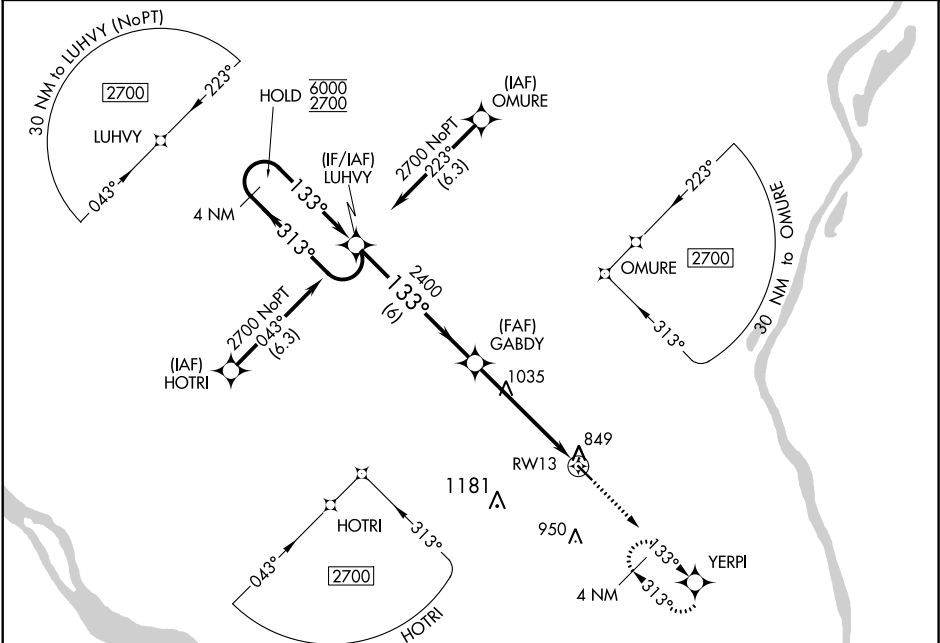 30 NM to LUHVY (NoPT)
2700
223°
LUHVY
043°
HOLD 6000
2700
(IAF)
OMURE
2700 NoPT
223°
(6.3)
(IF/IAF)
LUHVY
133°
4 NM
313°
2400
133°
(6)
2700 NoPT
043°
(6.3)
(IAF)
HOTRI
(FAF)
GABDY
1035
223°
OMURE
2700
313°
30 NM to OMURE
849
RW13
1181
950
HOTRI
043°
313°
2700
HOTRI
133°
YERPI
4 NM
313°